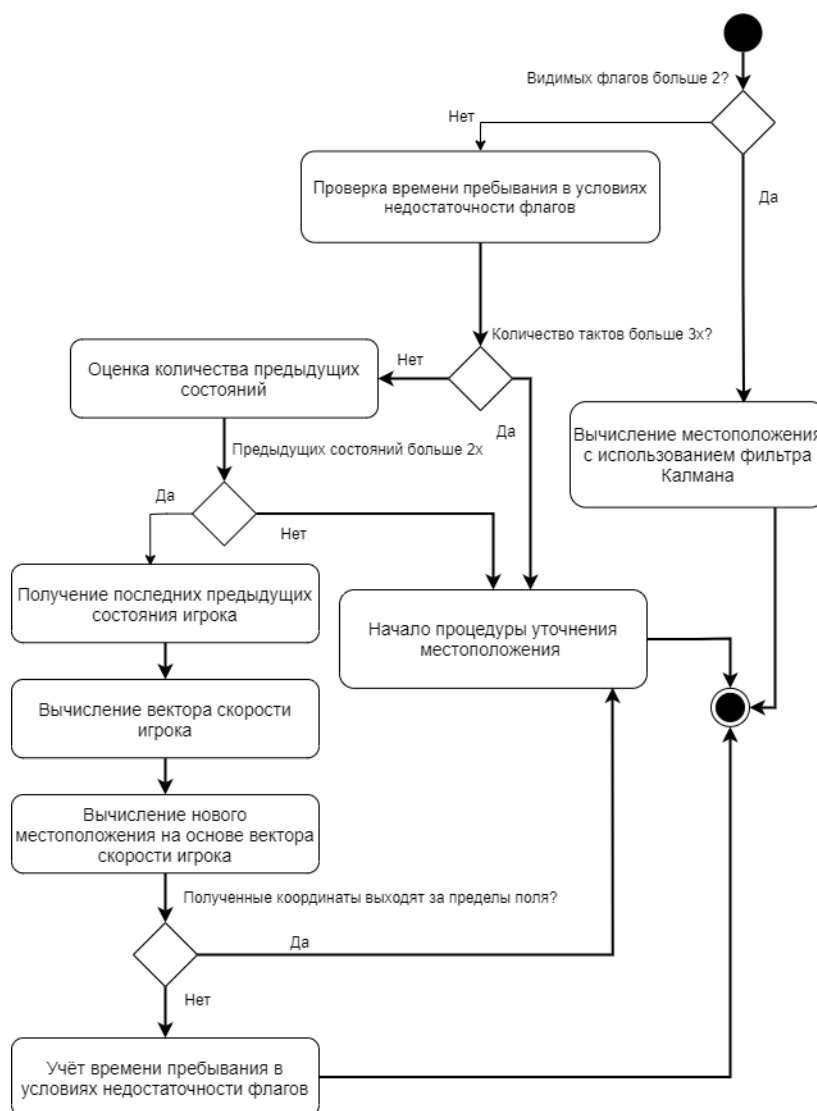 Видимых флагов больше 2?
Нет
Да
Проверка времени пребывания в условиях
недостаточности флагов
Количество тактов больше 3х?
Нет
Да
Оценка количества предыдущих
состояний
Вычисление местоположения
с использованием фильтра
Калмана
Предыдущих состояний больше 2х
Да
Нет
Получение последних предыдущих
состояния игрока
Начало процедуры уточнения
местоположения
Вычисление вектора скорости
игрока
Вычисление нового
местоположения на основе вектора
скорости игрока
Полученные координаты выходят за пределы поля?
Да
Нет
Учёт времени пребывания в
условиях недостаточности флагов